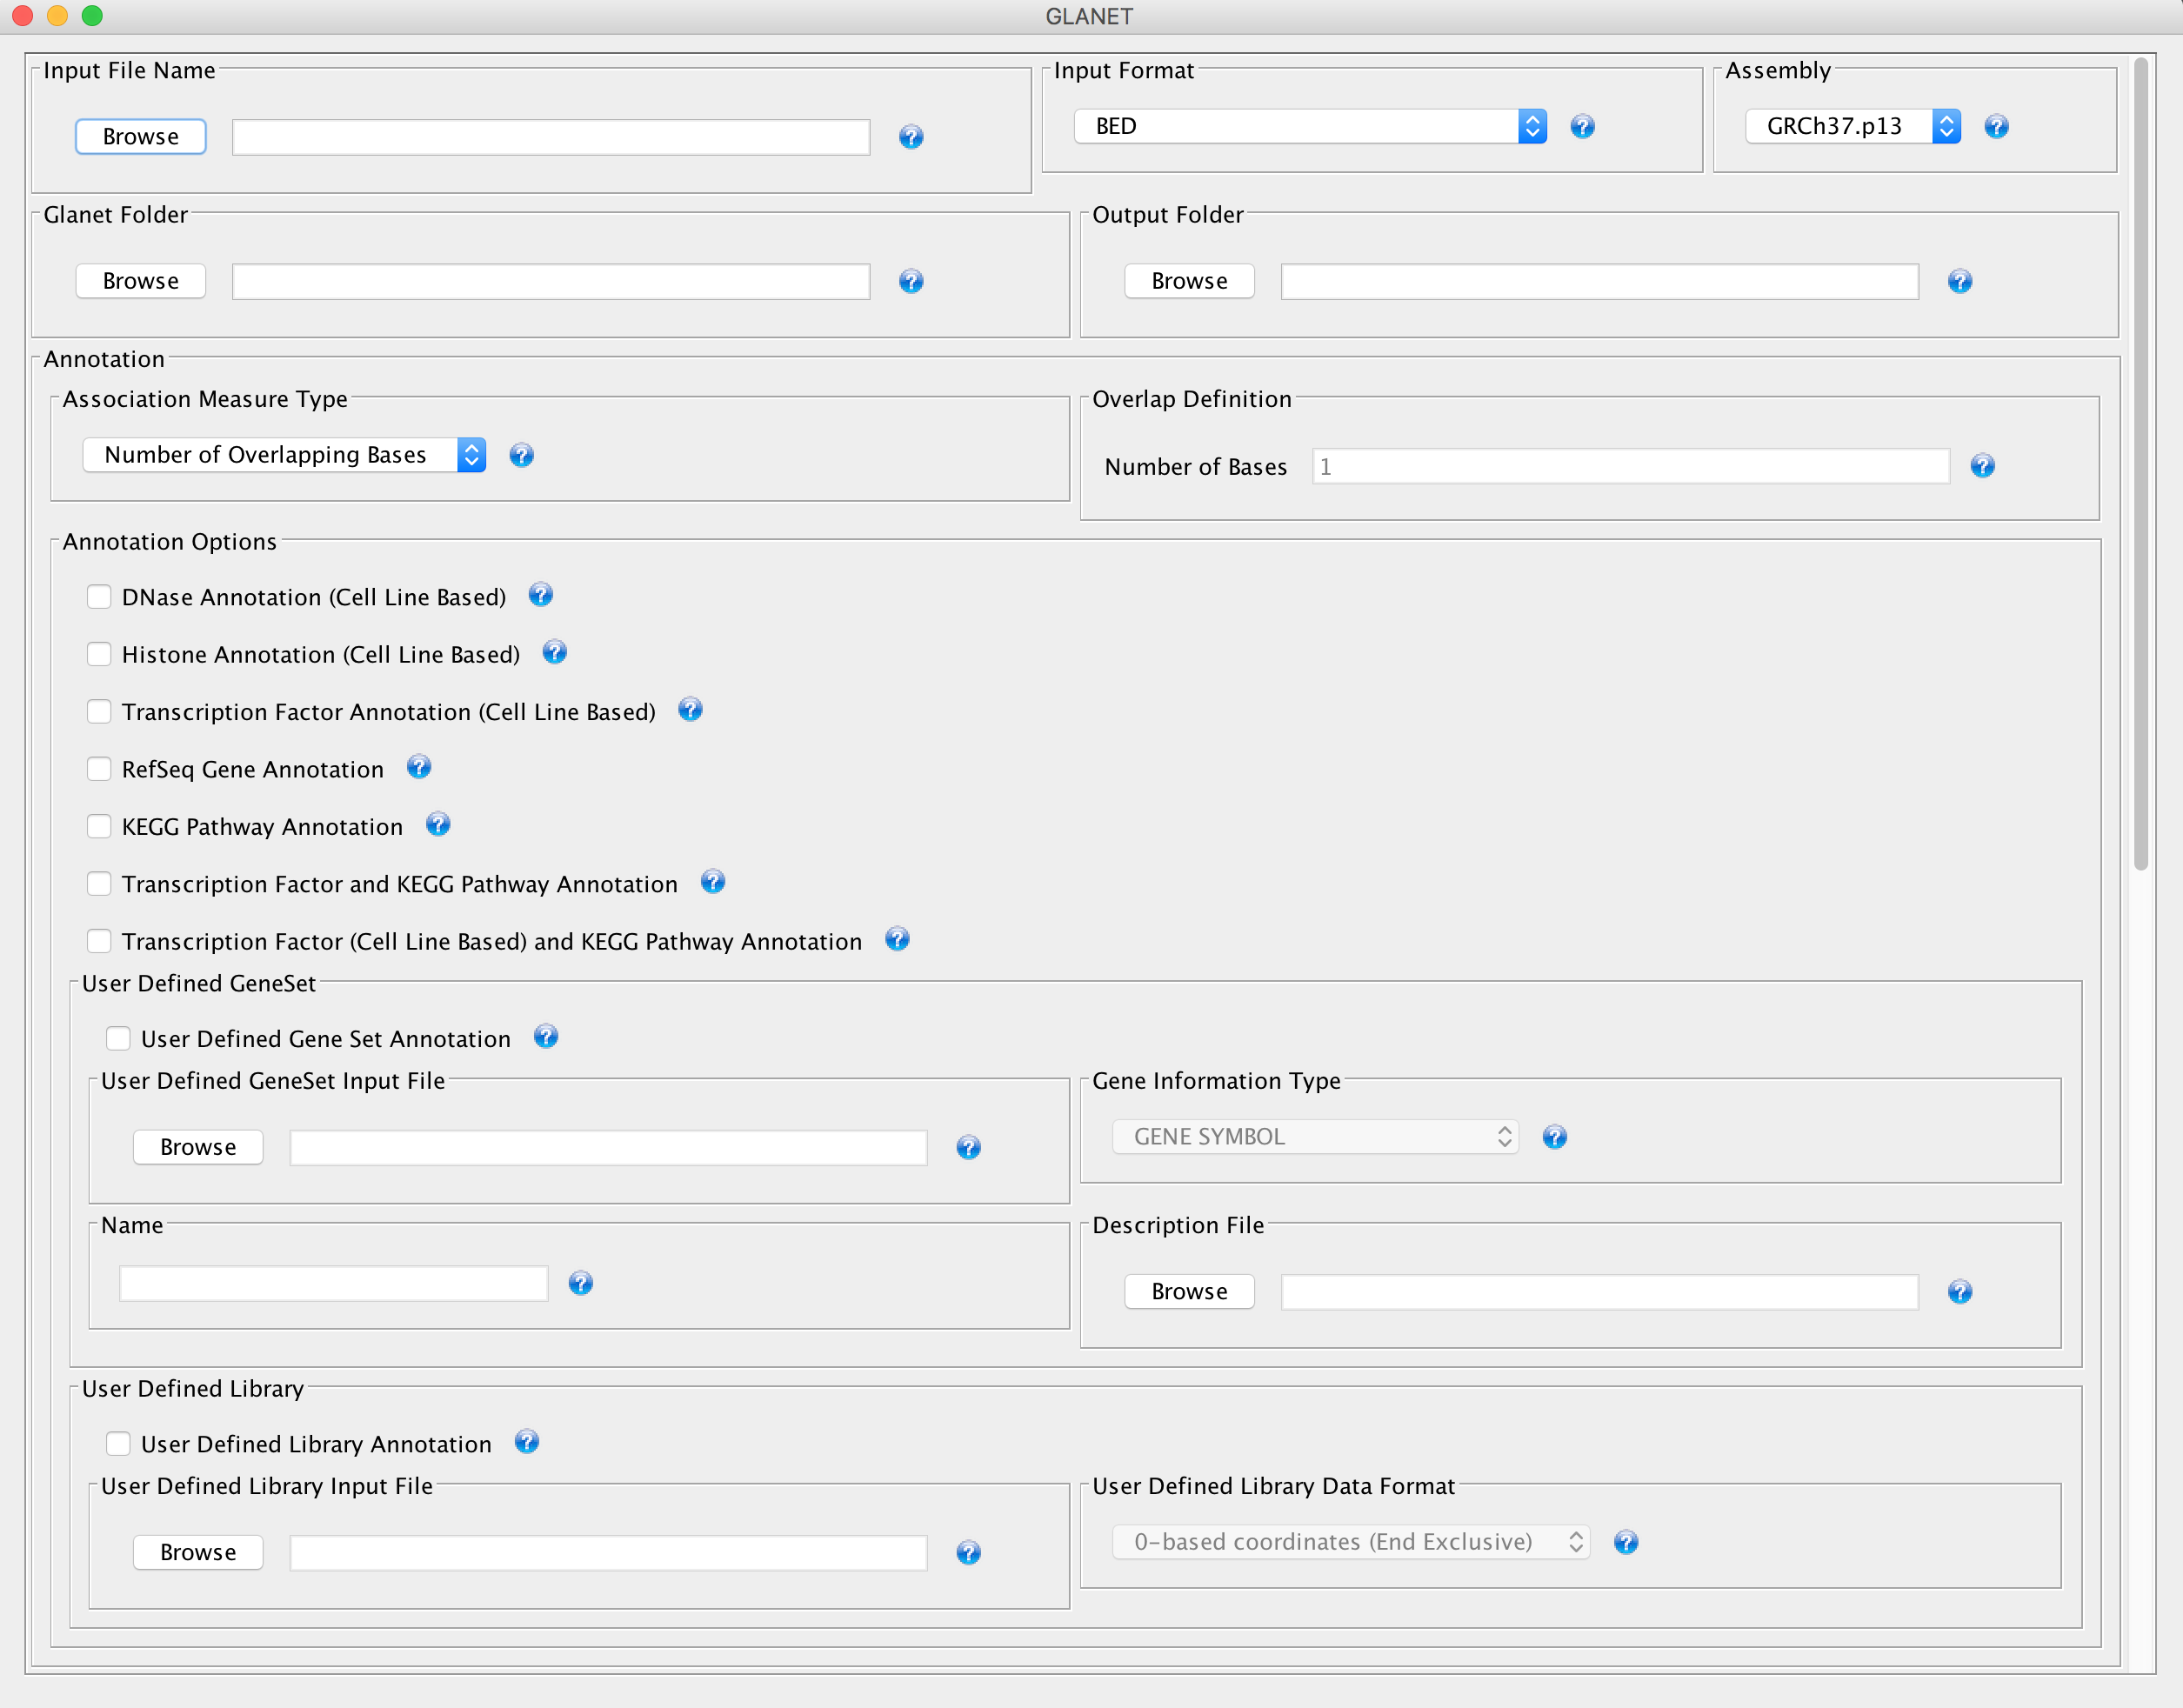 GLANET
Input File Name
Input Format
Assembly
Browse
BED
GRCh37.p13
Glanet Folder
Output Folder
Browse
Browse
Annotation
Association Measure Type
Overlap Definition
Number of Overlapping Bases
Number of Bases 1
Annotation Options
DNase Annotation (Cell Line Based)
Histone Annotation (Cell Line Based)
Transcription Factor Annotation (Cell Line Based)
RefSeq Gene Annotation
KEGG Pathway Annotation
Transcription Factor and KEGG Pathway Annotation
Transcription Factor (Cell Line Based) and KEGG Pathway Annotation
User Defined GeneSet
User Defined Gene Set Annotation
User Defined GeneSet Input File
Gene Information Type
Browse
GENE SYMBOL
Name
Description File
Browse
User Defined Library
User Defined Library Annotation
User Defined Library Input File
User Defined Library Data Format
Browse
0-based coordinates (End Exclusive)